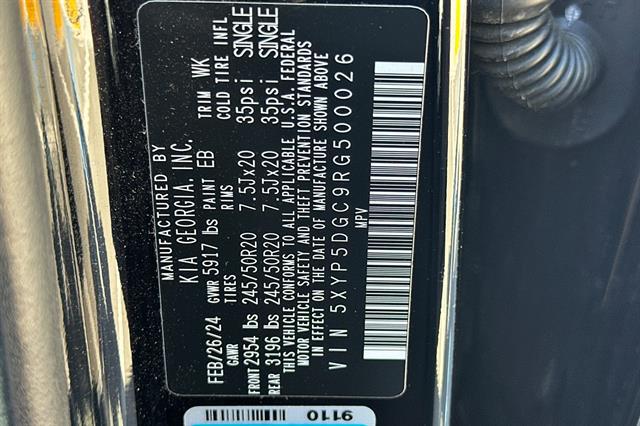 MANUFACTURED BY
KIA GEORGIA. INC.
FEB/26/24 GVWR 5917 lbs PAINT EB TRIM WK
GAWR TIRES RIMS COLD TIRE INFL
FRONT 2954 lbs 245/50R20 7.5Jx20 35psi SINGLE
REAR 3196 lbs 245/50R20 7.5Jx20 35psi SINGLE
THIS VEHICLE CONFORMS TO ALL APPLICABLE U.S.A. FEDERAL
MOTOR VEHICLE SAFETY AND THEFT PREVENTION STANDARDS
IN EFFECT ON THE DATE OF MANUFACTURE SHOWN ABOVE
VIN 5XYP5DGC9RG500026
MPV
9110